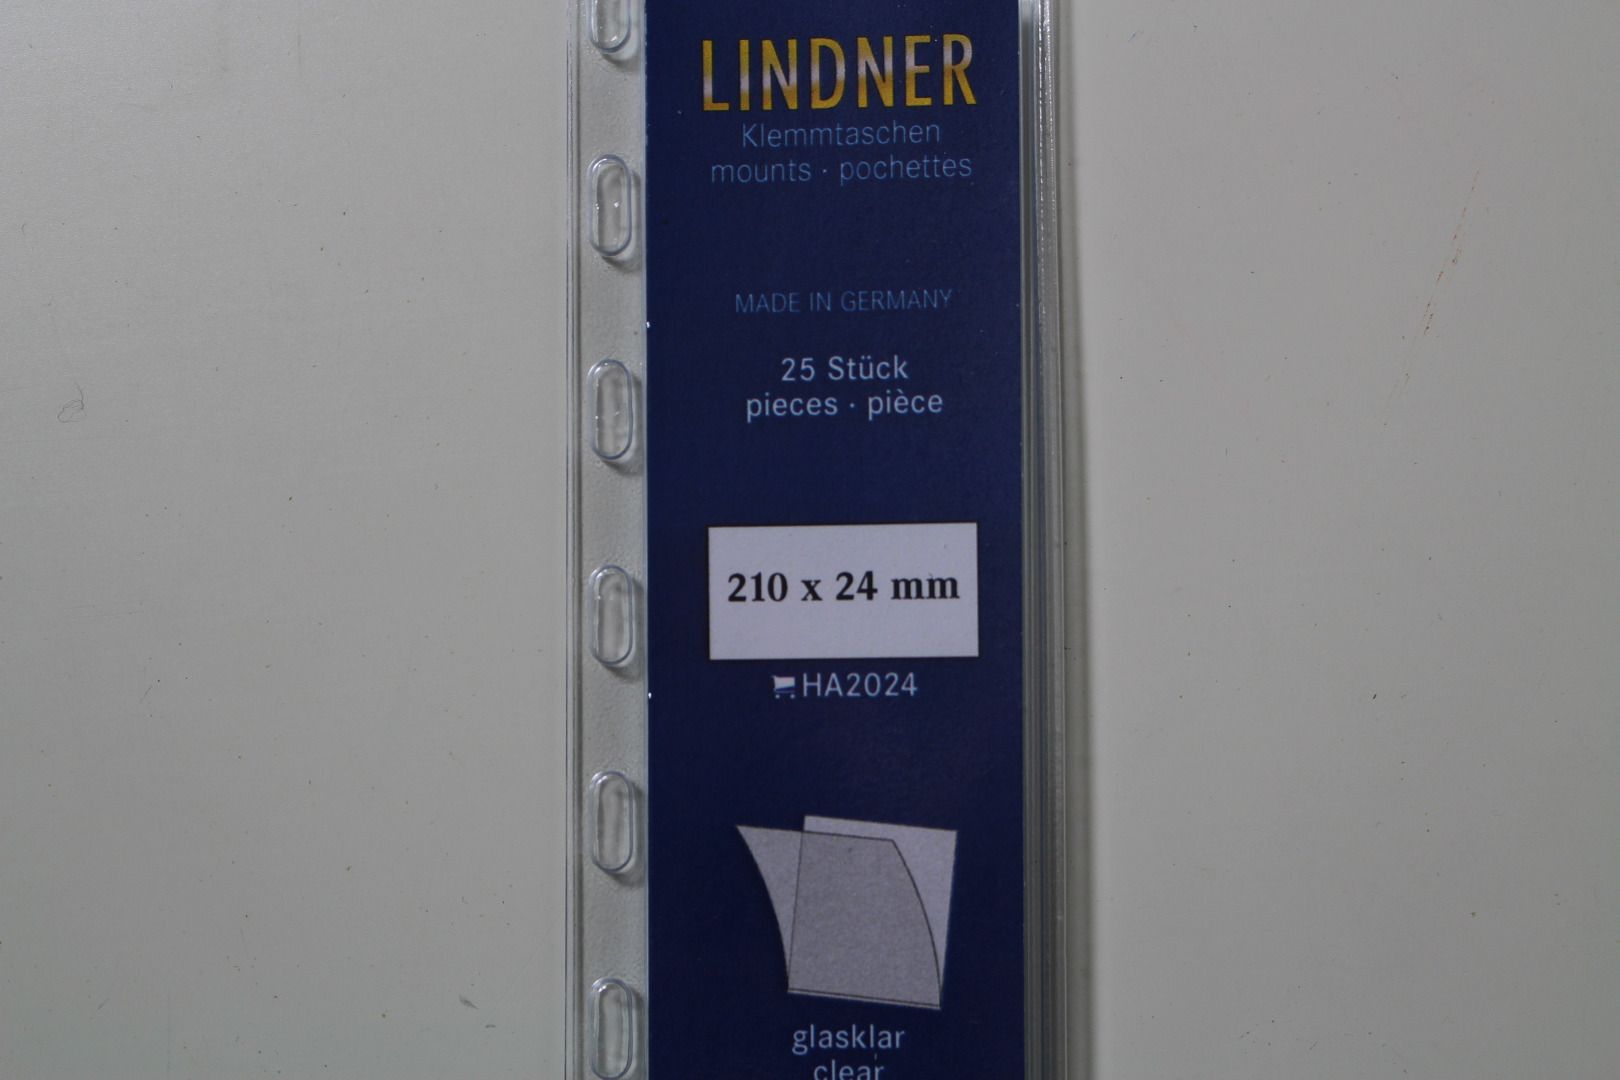 LINDNER
Klemmtaschen
mounts · pochettes
MADE IN GERMANY
25 Stück
pieces · pièce
210 x 24 mm
HA2024
glasklar
clear